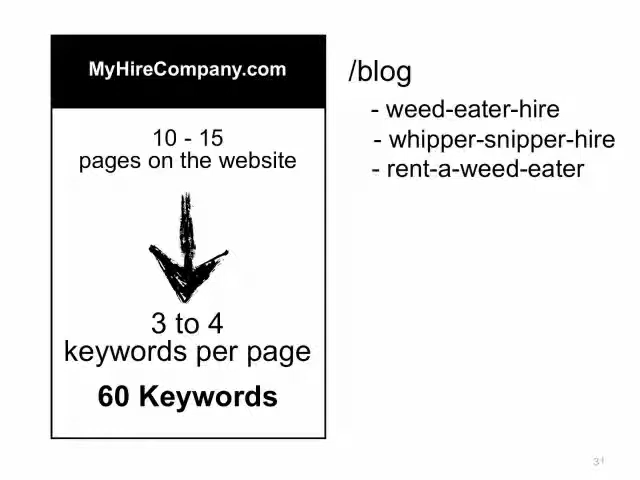 MyHireCompany.com
10 - 15
pages on the website
3 to 4
keywords per page
60 Keywords
/blog
- weed-eater-hire
- whipper-snipper-hire
- rent-a-weed-eater